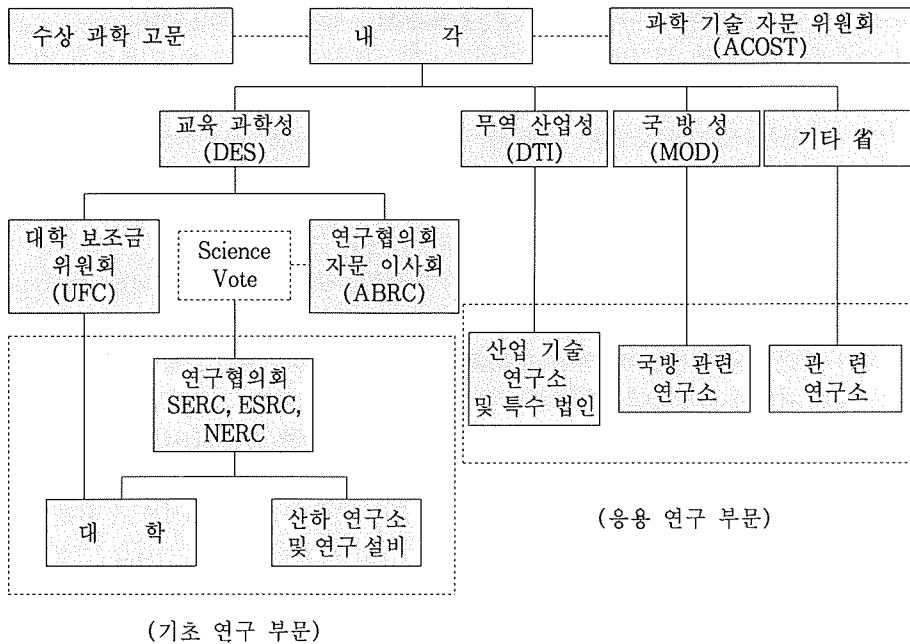 수상 과학 고문
내 각
과학 기술 자문 위원회
(ACOST)
교육 과학성
(DES)
무역 산업성
(DTI)
국 방 성
(MOD)
기타 省
대학 보조금
위원회
(UFC)
Science
Vote
연구협의회
자문 이사회
(ABRC)
연구협의회
SERC, ESRC,
NERC
산업 기술
연구소
및 특수 법인
국방 관련
연구소
관 련
연구소
대 학
산하 연구소
및 연구 설비
(응용 연구 부문)
(기초 연구 부문)